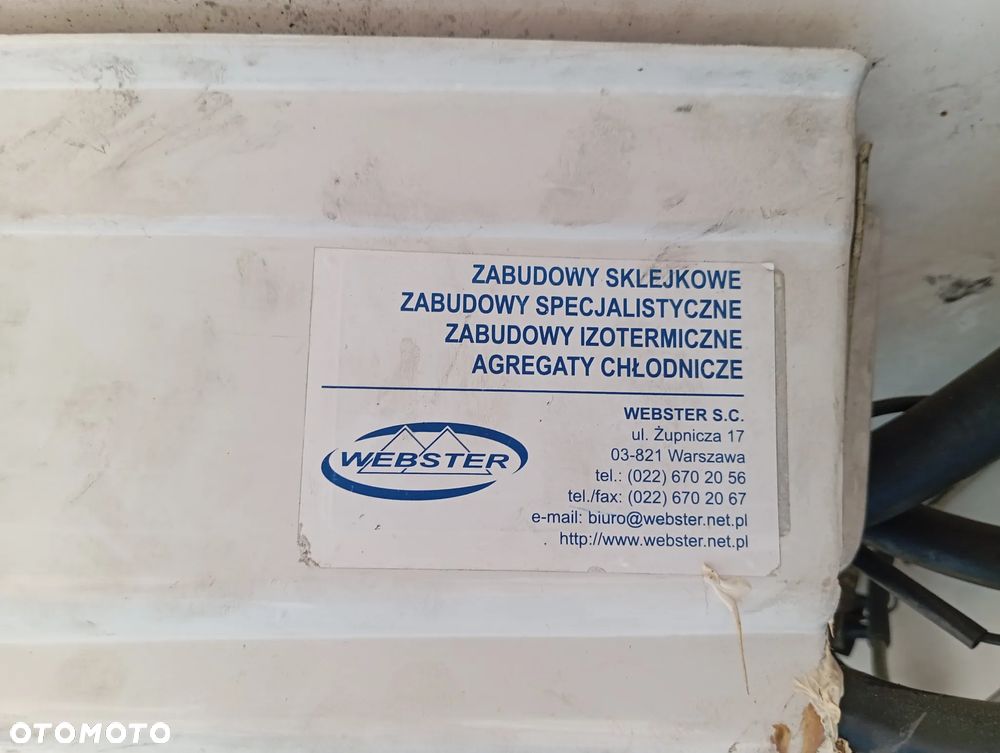 ZABUDOWY SKLEJKOWE
ZABUDOWY SPECJALISTYCZNE
ZABUDOWY IZOTERMICZNE
AGREGATY CHŁODNICZE
WEBSTER
WEBSTER S.C.
ul. Żupnicza 17
03-821 Warszawa
tel.: (022) 670 20 56
tel./fax: (022) 670 20 67
e-mail: biuro@webster.net.pl
http://www.webster.net.pl
OTOMOTO